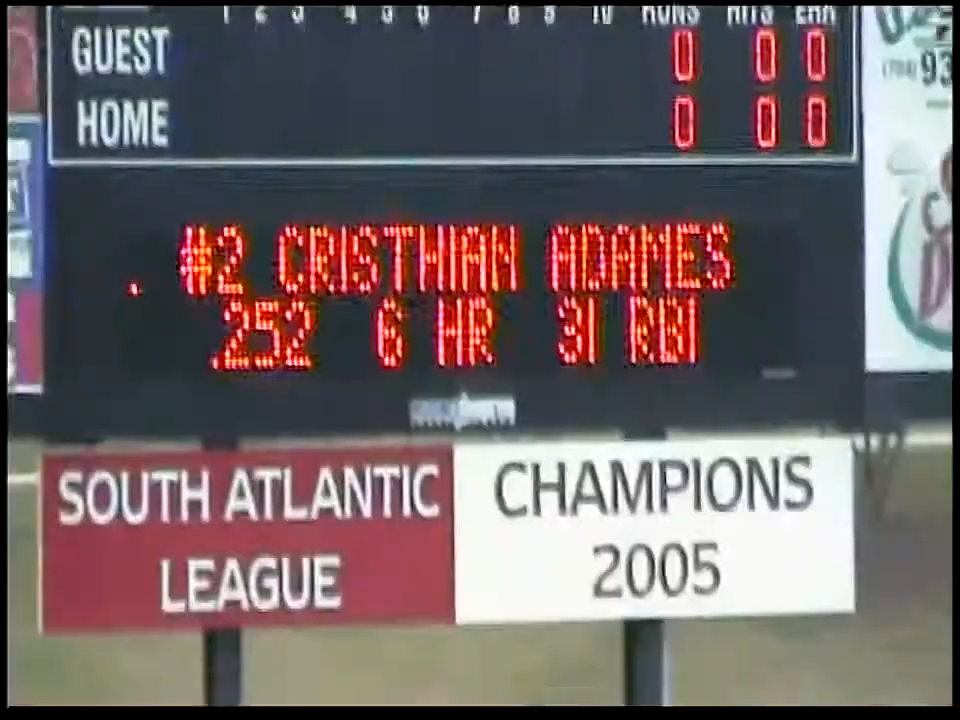 1 2 3 4 5 6 7 8 9 10 RUNS HITS ERR
GUEST 0 0 0
HOME 0 0 0
#2 CRISTHIAN ADAMES
.252 6 HR 31 RBI
SOUTH ATLANTIC
LEAGUE
CHAMPIONS
2005